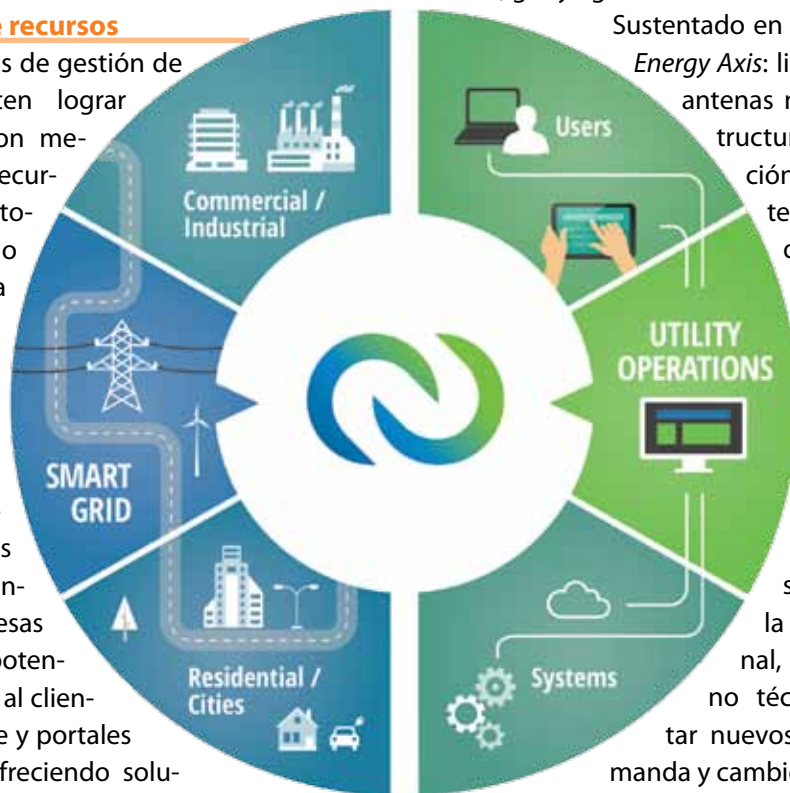 recursos
s de gestión de
ten lograr
on me-
ecur-
to-
o
a
s
n-
esas
oten-
al clien-
e y portales
freciendo solu-
Commercial /
Industrial
SMART
GRID
Residential /
Cities
Users
UTILITY
OPERATIONS
Systems
Sustentado en
Energy Axis: li
antenas
tructur
ción
te
s
la
nal,
no téc
tar nuevos
manda y cambi